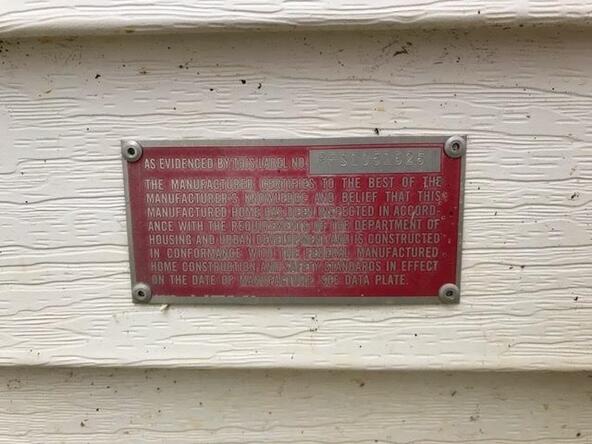 AS EVIDENCED BY THIS LABEL NO.
THE MANUFACTURER CERTIFIES TO THE BEST OF THE
MANUFACTURER'S KNOWLEDGE AND BELIEF THAT THIS
MANUFACTURED HOME HAS BEEN INSPECTED IN ACCORD-
ANCE WITH THE REQUIREMENTS OF THE DEPARTMENT OF
HOUSING AND URBAN DEVELOPMENT AND IS CONSTRUCTED
IN CONFORMANCE WITH THE FEDERAL MANUFACTURED
HOME CONSTRUCTION AND SAFETY STANDARDS IN EFFECT
ON THE DATE OF MANUFACTURE. SEE DATA PLATE.